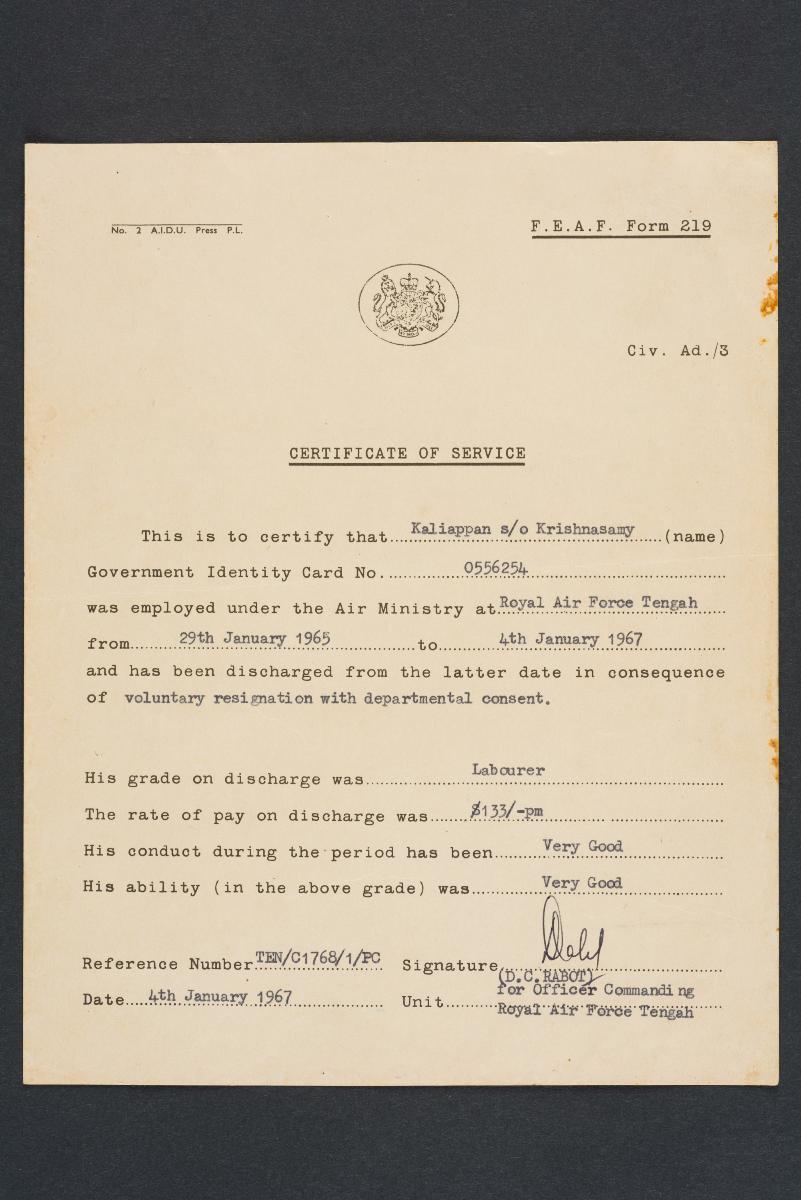 No. 2 A.I.D.U. Press P.L.
F.E.A.F. Form 219
Civ. Ad./3
CERTIFICATE OF SERVICE
This is to certify that Kaliappan s/o Krishnasamy (name)
Government Identity Card No. 0556254
was employed under the Air Ministry at Royal Air Force Tengah
from 29th January 1965 to 4th January 1967
and has been discharged from the latter date in consequence
of voluntary resignation with departmental consent.
His grade on discharge was Labourer
The rate of pay on discharge was $133/-pm
His conduct during the period has been Very Good
His ability (in the above grade) was Very Good
Reference Number TEN/C1768/1/PC Signature
(D.C. RABOT)
for Officer Commanding
Date 4th January 1967 Unit Royal Air Force Tengah